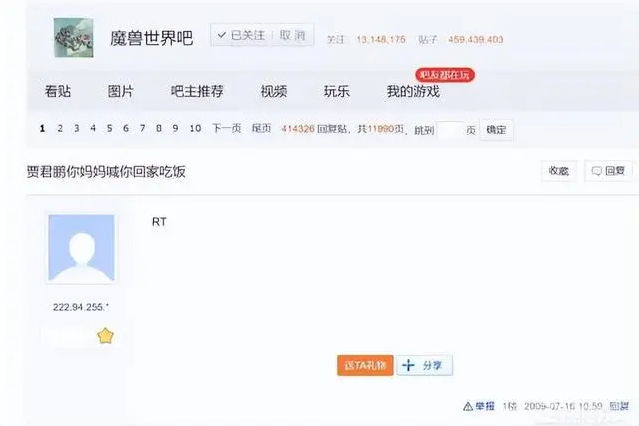 魔兽世界吧 ✓ 已关注 | 取消 关注: 13,148,175 贴子: 459,439,403
吧友都在玩
看贴 图片 吧主推荐 视频 玩乐 我的游戏
1 2 3 4 5 6 7 8 9 10 下一页 尾页 414326 回复贴，共11990页，跳到 页 确定
贾君鹏你妈妈喊你回家吃饭 收藏 回复
RT
222.94.255.*
送TA礼物 分享
举报 1楼 2009-07-16 10:59 回复